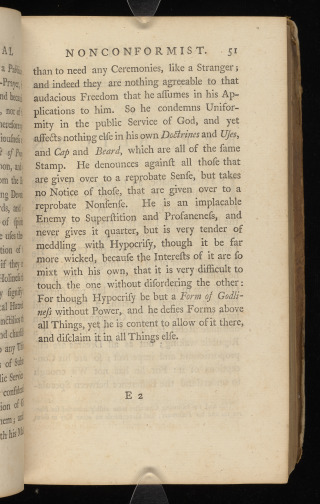 NONCONFORMIST. 51
than to need any Ceremonies, like a Stranger;
and indeed they are nothing agreeable to that
audacious Freedom that he aſſumes in his Ap-
plications to him. So he condemns Unifor-
mity in the public Service of God, and yet
affects nothing elſe in his own Doctrines and Uſes,
and Cap and Beard, which are all of the ſame
Stamp. He denounces againſt all thoſe that
are given over to a reprobate Senſe, but takes
no Notice of thoſe, that are given over to a
reprobate Nonſenſe. He is an implacable
Enemy to Superſtition and Profaneneſs, and
never gives it quarter, but is very tender of
meddling with Hypocriſy, though it be far
more wicked, becauſe the Intereſts of it are ſo
mixt with his own, that it is very difficult to
touch the one without diſordering the other:
For though Hypocriſy be but a Form of Godli-
neſs without Power, and he defies Forms above
all Things, yet he is content to allow of it there,
and diſclaim it in all Things elſe.
E 2